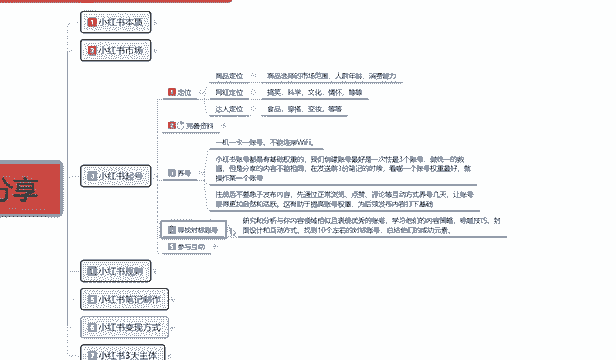 1 小红书本质
2 小红书市场
分享
3 小红书起号
1 定位
商品定位
商品选择的市场范围、人群年龄、消费能力
网红定位
搞笑、科学、文化、情怀、等等
达人定位
食品、穿搭、变妆、等等
2 完善资料
3 养号
一机一卡一账号，不能连接WiFi。
小红书账号都是有基础权重的，我们创建账号最好是一次性是3个账号，做统一的数
据，但是分享的内容不能相同，在发送第1份笔记的时候，看哪一个账号权重最好，就
操作某一个账号
注册后不要急于发布内容，先通过正常浏览、点赞、评论等互动方式养号几天，让账号
显得更加自然和活跃。这有助于提高账号权重，为后续发布内容打下基础
4 寻找对标账号
研究和分析与你内容领域相似且表现优秀的账号，学习他们的内容策略、标题技巧、封
面设计和互动方式。找到10个左右的对标账号，总结他们的成功元素。
5 参与互动
4 小红书规则
5 小红书笔记制作
6 小红书变现方式
7 小红书3大主体